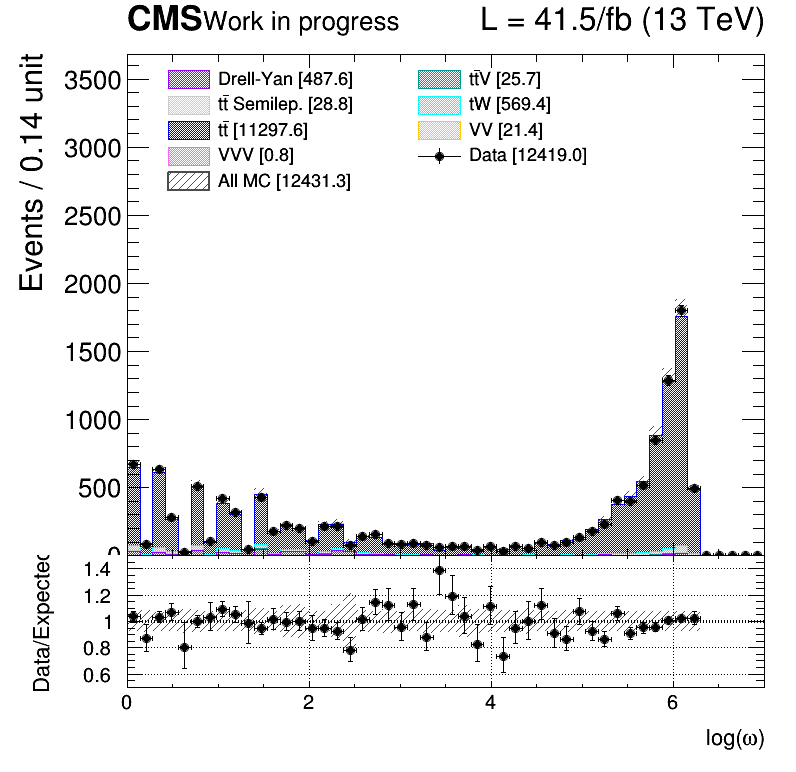 CMS Work in progress L = 41.5/fb (13 TeV)
Events / 0.14 unit
3500
3000
2500
2000
1500
1000
500
0
Drell-Yan [487.6]
tt̄ Semilep. [28.8]
tt̄ [11297.6]
VVV [0.8]
All MC [12431.3]
tt̄V [25.7]
tW [569.4]
VV [21.4]
Data [12419.0]
Data/Expected
1.4
1.2
1
0.8
0.6
0 2 4 6
log(ω)